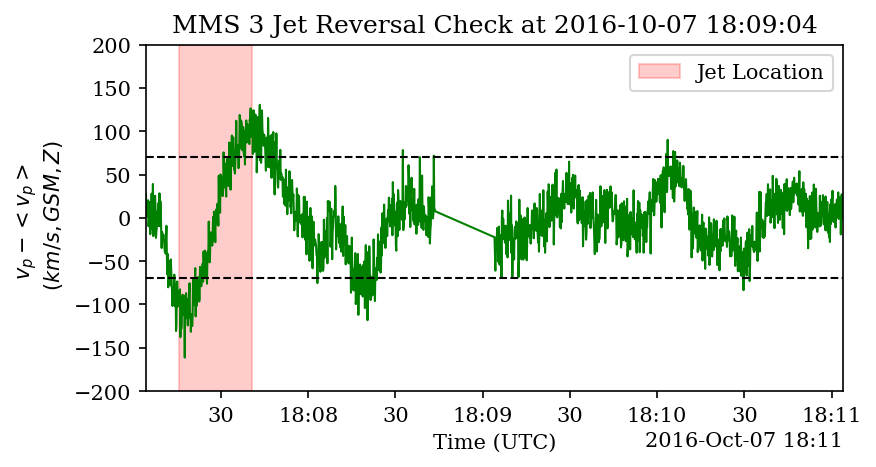 MMS 3 Jet Reversal Check at 2016-10-07 18:09:04
200
150
100
50
0
−50
−100
−150
−200
v_p − < v_p >
(km/s, GSM, Z)
Jet Location
30 18:08 30 18:09 30 18:10 30 18:11
Time (UTC)
2016-Oct-07 18:11